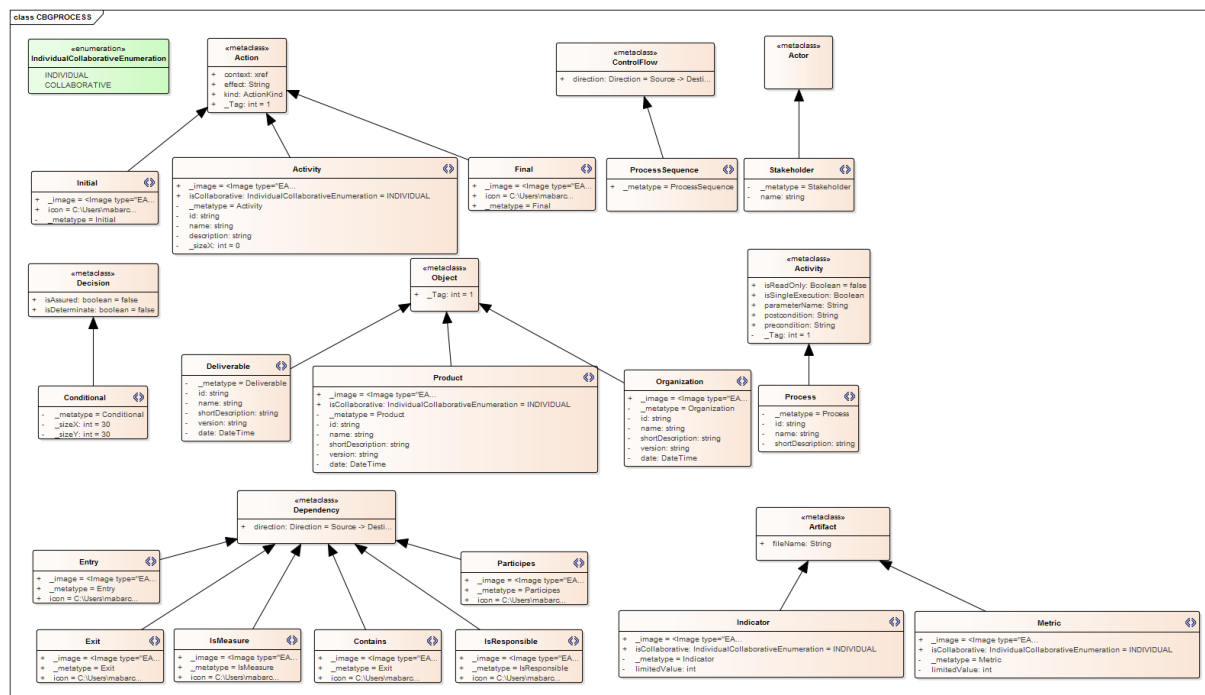 class CBGPROCESS
«enumeration»
IndividualCollaborativeEnumeration
INDIVIDUAL
COLLABORATIVE
«metaclass»
Action
+ context: xref
+ effect: String
+ kind: ActionKind
+ _Tag: int = 1
«metaclass»
ControlFlow
+ direction: Direction = Source -> Desti...
«metaclass»
Actor
Initial
+ _image = <Image type="EA...
+ icon = C:\Users\mabarc...
- _metatype = Initial
Activity
+ _image = <Image type="EA...
+ isCollaborative: IndividualCollaborativeEnumeration = INDIVIDUAL
- _metatype = Activity
- id: string
- name: string
- description: string
- _sizeX: int = 0
Final
+ _image = <Image type="EA...
+ icon = C:\Users\mabarc...
+ _metatype = Final
ProcessSequence
+ _metatype = ProcessSequence
Stakeholder
- _metatype = Stakeholder
- name: string
«metaclass»
Decision
+ isAssured: boolean = false
+ isDeterminate: boolean = false
«metaclass»
Object
+ _Tag: int = 1
«metaclass»
Activity
+ isReadOnly: Boolean = false
+ isSingleExecution: Boolean
+ parameterName: String
+ postcondition: String
+ precondition: String
- _Tag: int = 1
Conditional
- _metatype = Conditional
- _sizeX: int = 30
- _sizeY: int = 30
Deliverable
- _metatype = Deliverable
- id: string
- name: string
- shortDescription: string
- version: string
- date: DateTime
Product
+ _image = <Image type="EA...
+ isCollaborative: IndividualCollaborativeEnumeration = INDIVIDUAL
- _metatype = Product
- id: string
- name: string
- shortDescription: string
- version: string
- date: DateTime
Organization
+ _image = <Image type="EA...
- _metatype = Organization
- id: string
- name: string
- shortDescription: string
- version: string
- date: DateTime
Process
- _metatype = Process
- id: string
- name: string
- shortDescription: string
«metaclass»
Dependency
+ direction: Direction = Source -> Desti...
«metaclass»
Artifact
+ fileName: String
Entry
+ _image = <Image type="EA...
+ _metatype = Entry
+ icon = C:\Users\mabarc...
Participes
+ _image = <Image type="EA...
+ _metatype = Participes
+ icon = C:\Users\mabarc...
Exit
+ _image = <Image type="EA...
+ _metatype = Exit
+ icon = C:\Users\mabarc...
IsMeasure
+ _image = <Image type="EA...
+ _metatype = IsMeasure
+ icon = C:\Users\mabarc...
Contains
+ _image = <Image type="EA...
+ _metatype = Exit
+ icon = C:\Users\mabarc...
IsResponsible
+ _image = <Image type="EA...
+ _metatype = IsResponsible
+ icon = C:\Users\mabarc...
Indicator
+ _image = <Image type="EA...
+ isCollaborative: IndividualCollaborativeEnumeration = INDIVIDUAL
- _metatype = Indicator
- limitedValue: int
Metric
+ _image = <Image type="EA...
+ isCollaborative: IndividualCollaborativeEnumeration = INDIVIDUAL
- _metatype = Metric
- limitedValue: int